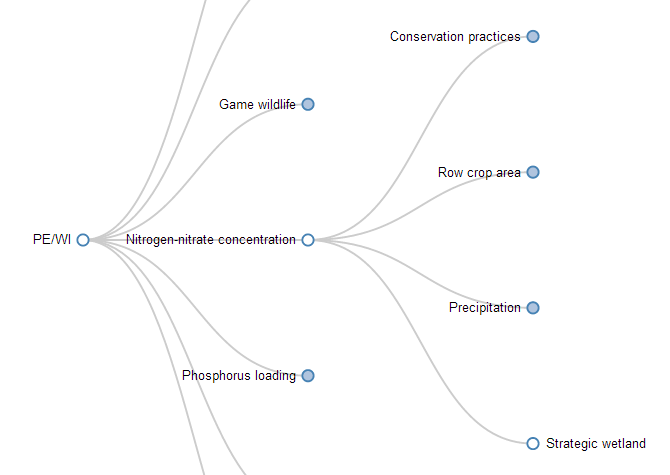 Conservation practices
Game wildlife
Row crop area
PE/WI
Nitrogen-nitrate concentration
Precipitation
Phosphorus loading
Strategic wetland